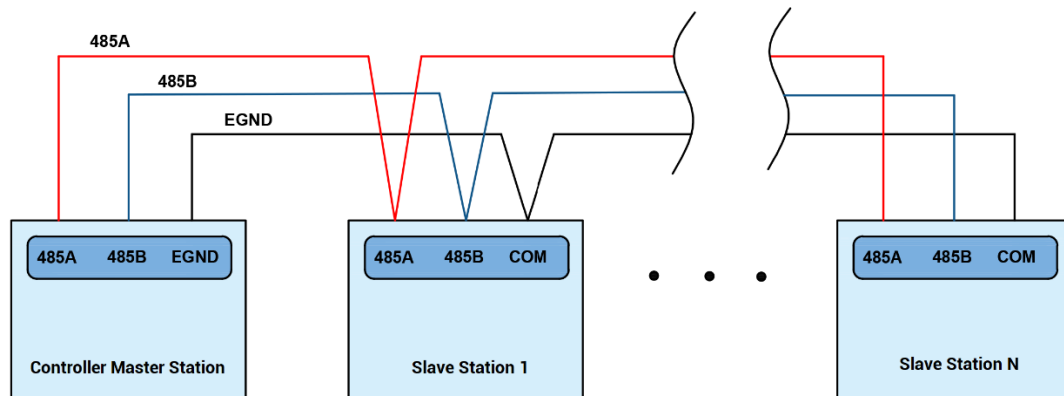 485A
485B
EGND
485A 485B EGND
485A 485B COM
485A 485B COM
Controller Master Station
Slave Station 1
Slave Station N